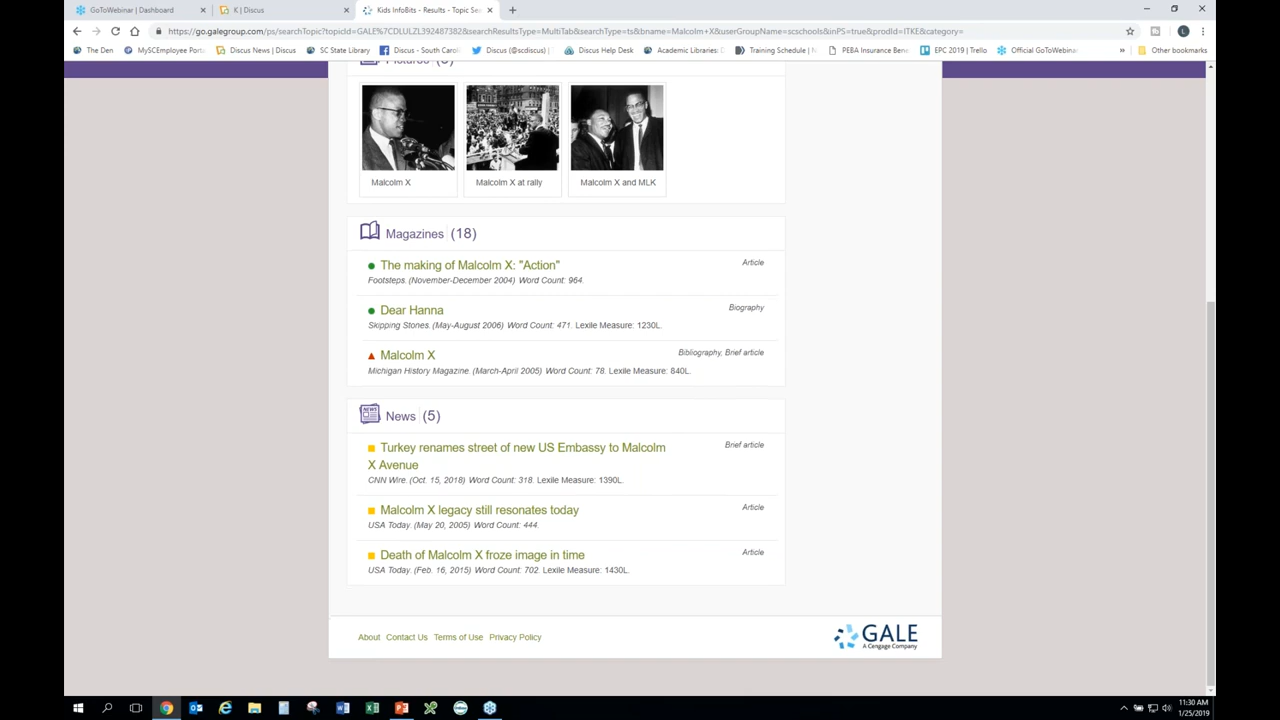 GoToWebinar | Dashboard
K | Discus
Kids InfoBits - Results - Topic Sea
https://go.galegroup.com/ps/searchTopic?topicId=GALE%7CDLULZL392487382&searchResultsType=MultiTab&searchType=ts&bname=Malcolm+X&userGroupName=scschools&inPS=true&prodId=ITKE&category=
The Den
MySCEmployee Portal
Discus News | Discus
SC State Library
Discus - South Carol
Twitter (@scdiscus)
Discus Help Desk
Academic Libraries:
Training Schedule | N
PEBA Insurance Bene
EPC 2019 | Trello
Official GoToWebinar
Other bookmarks
Pictures (3)
Malcolm X
Malcolm X at rally
Malcolm X and MLK
Magazines (18)
The making of Malcolm X: "Action"
Article
Footsteps. (November-December 2004) Word Count: 964.
Dear Hanna
Biography
Skipping Stones. (May-August 2006) Word Count: 471. Lexile Measure: 1230L.
Malcolm X
Bibliography, Brief article
Michigan History Magazine. (March-April 2005) Word Count: 78. Lexile Measure: 840L.
NEWS
News (5)
Turkey renames street of new US Embassy to Malcolm
X Avenue
Brief article
CNN Wire. (Oct. 15, 2018) Word Count: 318. Lexile Measure: 1390L.
Malcolm X legacy still resonates today
Article
USA Today. (May 20, 2005) Word Count: 444.
Death of Malcolm X froze image in time
Article
USA Today. (Feb. 16, 2015) Word Count: 702. Lexile Measure: 1430L.
About
Contact Us
Terms of Use
Privacy Policy
GALE
A Cengage Company
11:30 AM
1/25/2019